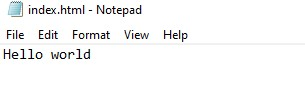 index.html - Notepad
File Edit Format View Help
Hello world